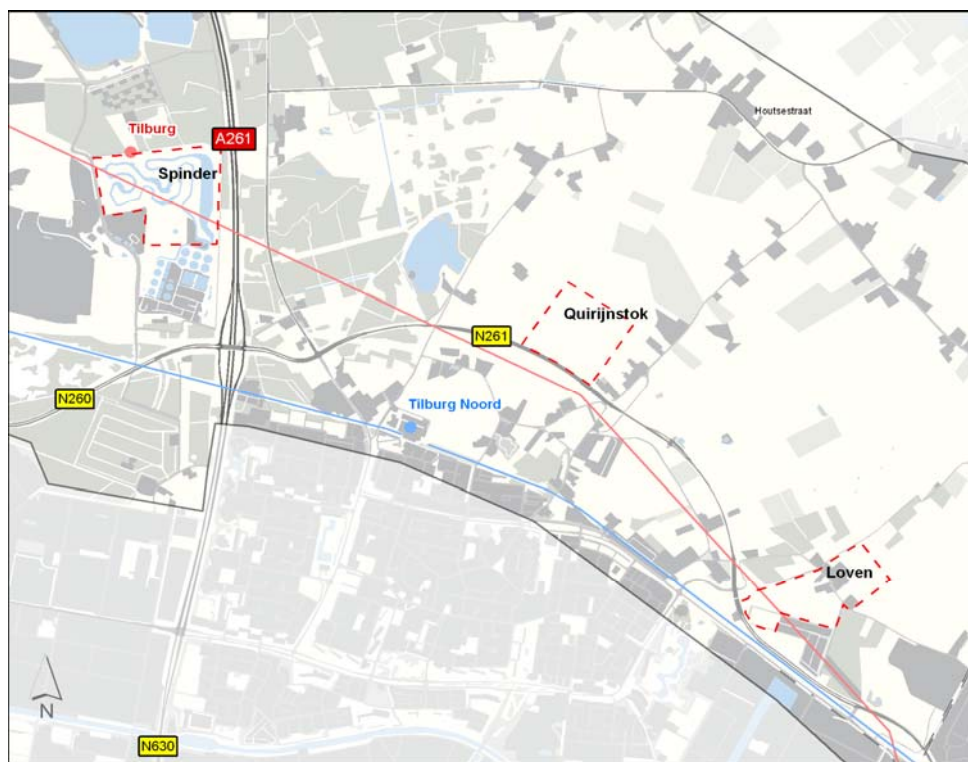 Houtsestraat
Tilburg
A261
Spinder
Quirijnstok
N261
N260
Tilburg Noord
Loven
N
N630